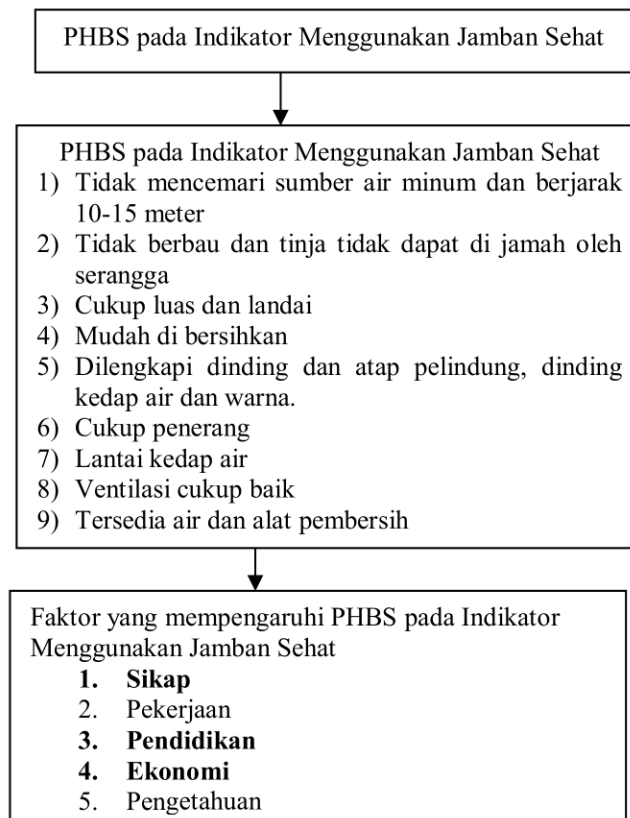 PHBS pada Indikator Menggunakan Jamban Sehat
PHBS pada Indikator Menggunakan Jamban Sehat
1) Tidak mencemari sumber air minum dan berjarak
10-15 meter
2) Tidak berbau dan tinja tidak dapat di jamah oleh
serangga
3) Cukup luas dan landai
4) Mudah di bersihkan
5) Dilengkapi dinding dan atap pelindung, dinding
kedap air dan warna.
6) Cukup penerang
7) Lantai kedap air
8) Ventilasi cukup baik
9) Tersedia air dan alat pembersih
Faktor yang mempengaruhi PHBS pada Indikator
Menggunakan Jamban Sehat
1. Sikap
2. Pekerjaan
3. Pendidikan
4. Ekonomi
5. Pengetahuan